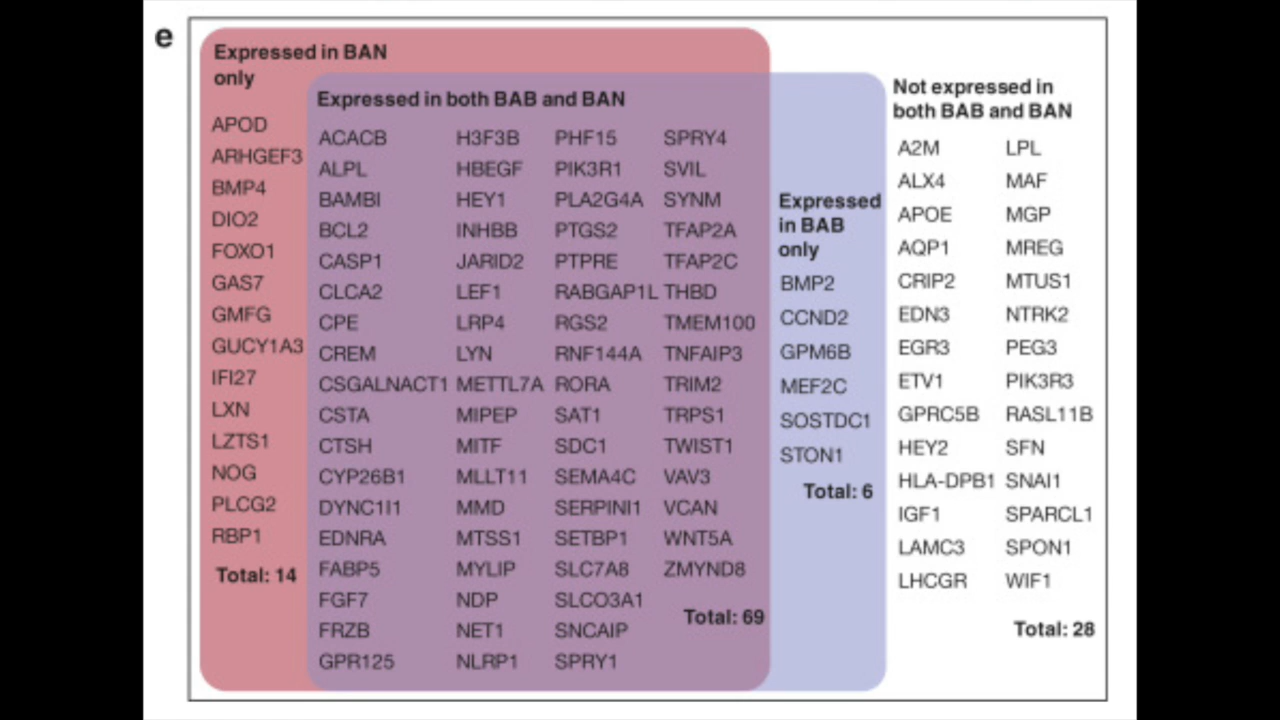 e
Expressed in BAN
only
APOD
ARHGEF3
BMP4
DIO2
FOXO1
GAS7
GMFG
GUCY1A3
IFI27
LXN
LZTS1
NOG
PLCG2
RBP1
Total: 14
Expressed in both BAB and BAN
ACACB H3F3B PHF15 SPRY4
ALPL HBEGF PIK3R1 SVIL
BAMBI HEY1 PLA2G4A SYNM
BCL2 INHBB PTGS2 TFAP2A
CASP1 JARID2 PTPRE TFAP2C
CLCA2 LEF1 RABGAP1L THBD
CPE LRP4 RGS2 TMEM100
CREM LYN RNF144A TNFAIP3
CSGALNACT1 METTL7A RORA TRIM2
CSTA MIPEP SAT1 TRPS1
CTSH MITF SDC1 TWIST1
CYP26B1 MLLT11 SEMA4C VAV3
DYNC1I1 MMD SERPINI1 VCAN
EDNRA MTSS1 SETBP1 WNT5A
FABP5 MYLIP SLC7A8 ZMYND8
FGF7 NDP SLCO3A1
FRZB NET1 SNCAIP
GPR125 NLRP1 SPRY1
Total: 69
Expressed
in BAB
only
BMP2
CCND2
GPM6B
MEF2C
SOSTDC1
STON1
Total: 6
Not expressed in
both BAB and BAN
A2M LPL
ALX4 MAF
APOE MGP
AQP1 MREG
CRIP2 MTUS1
EDN3 NTRK2
EGR3 PEG3
ETV1 PIK3R3
GPRC5B RASL11B
HEY2 SFN
HLA-DPB1 SNAI1
IGF1 SPARCL1
LAMC3 SPON1
LHCGR WIF1
Total: 28